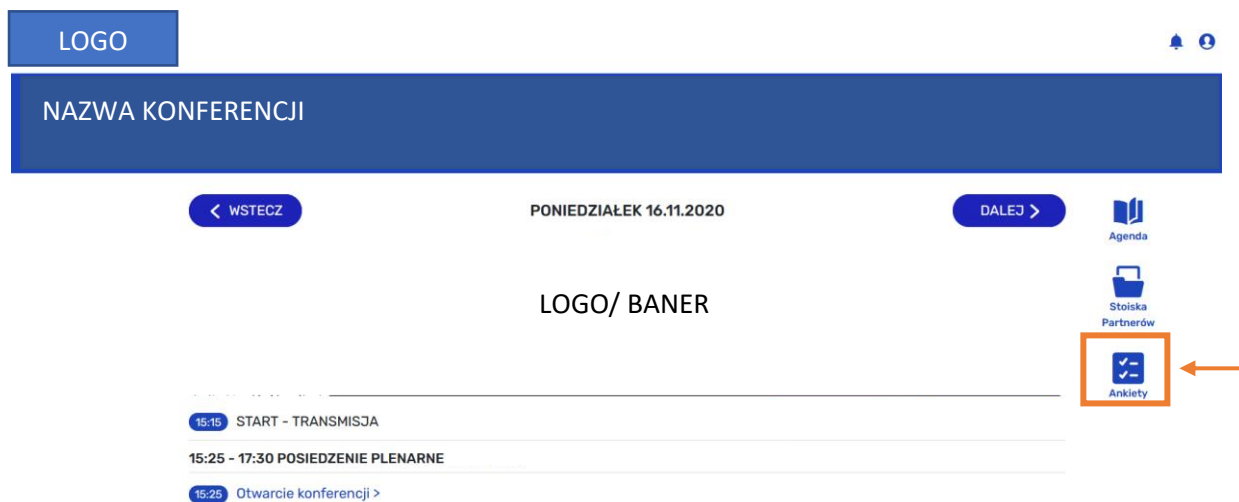 LOGO
NAZWA KONFERENCJI
WSTECZ
PONIEDZIAŁEK 16.11.2020
DALEJ
Agenda
LOGO/ BANER
Stoiska
Partnerów
Ankiety
15:15 START - TRANSMISJA
15:25 - 17:30 POSIEDZENIE PLENARNE
15:25 Otwarcie konferencji >